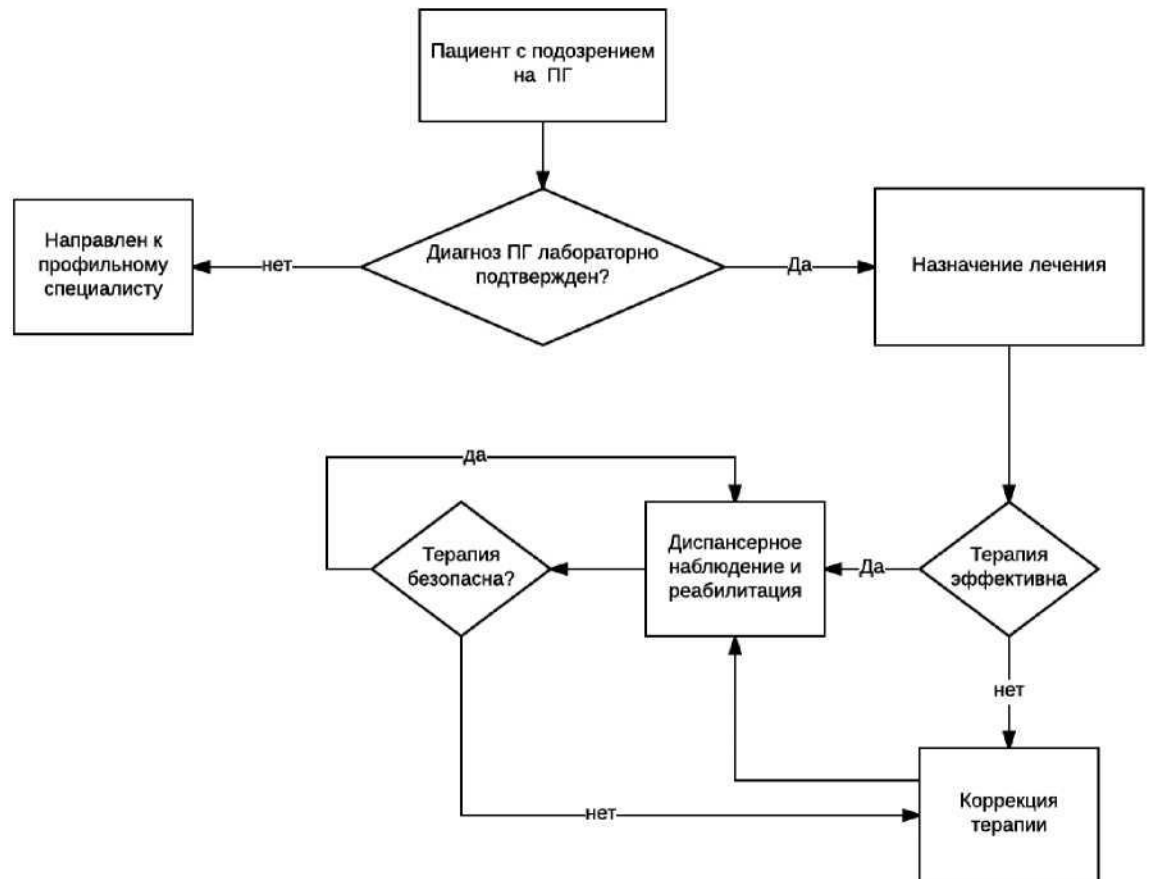 Пациент с подозрением
на ПГ
Направлен к
профильному
специалисту
нет
Диагноз ПГ лабораторно
подтвержден?
Да
Назначение лечения
да
Терапия
безопасна?
Диспансерное
наблюдение и
реабилитация
Да
Терапия
эффективна
нет
нет
Коррекция
терапии